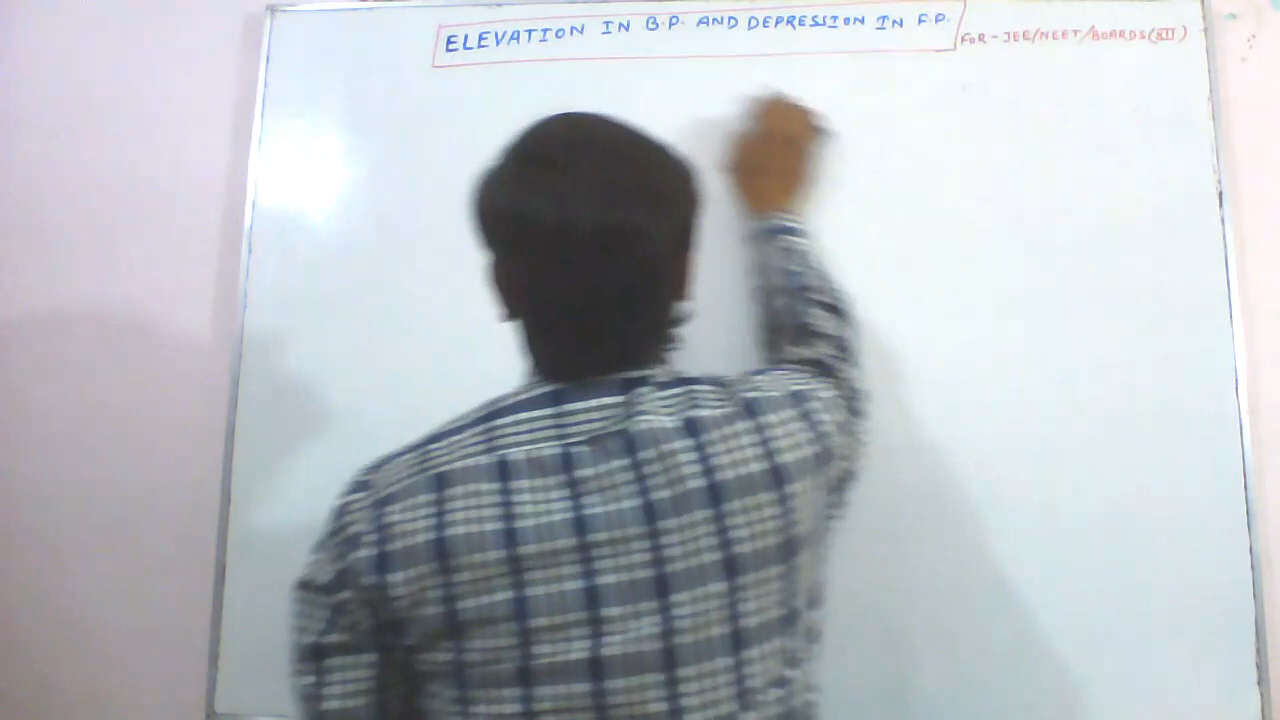 ELEVATION IN B.P. AND DEPRESSION IN F.P.
FOR - JEE/NEET/BOARDS(XII)